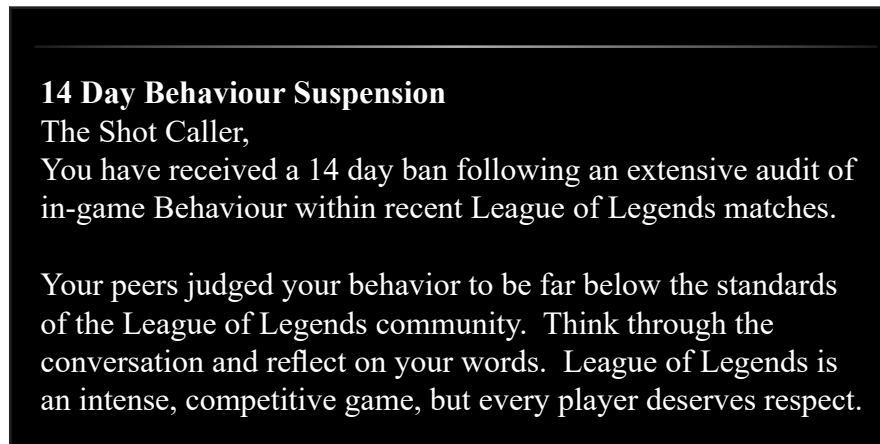 14 Day Behaviour Suspension
The Shot Caller,
You have received a 14 day ban following an extensive audit of
in-game Behaviour within recent League of Legends matches.
Your peers judged your behavior to be far below the standards
of the League of Legends community.  Think through the
conversation and reflect on your words.  League of Legends is
an intense, competitive game, but every player deserves respect.